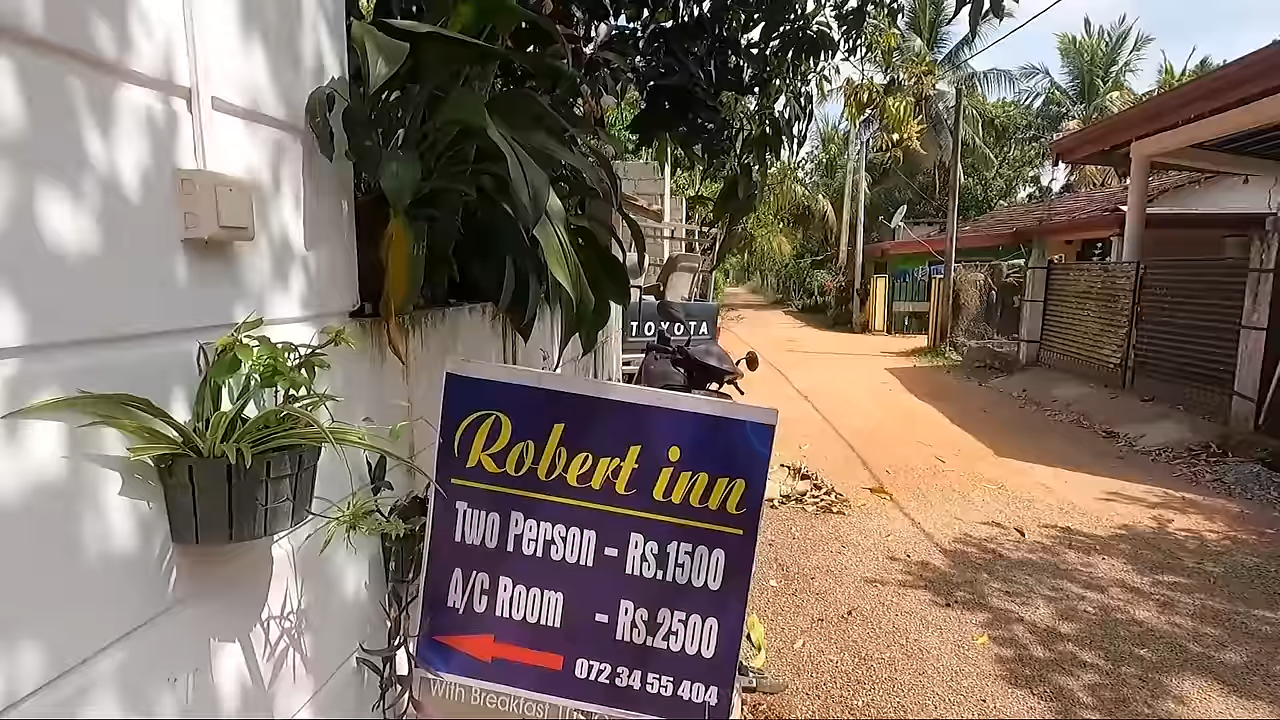 TOYOTA
Robert inn
Two Person - Rs.1500
A/C Room - Rs.2500
072 34 55 404
With Breakfast